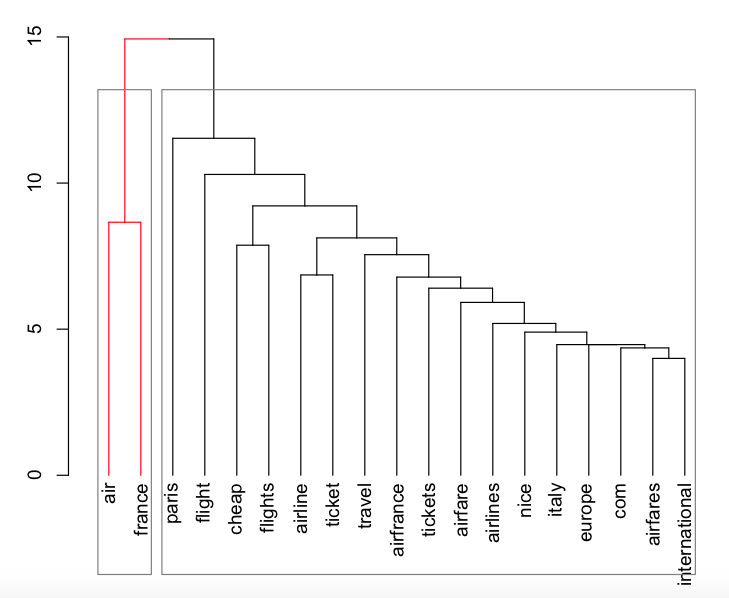 15
10
5
0
air
france
paris
flight
cheap
flights
airline
ticket
travel
airfrance
tickets
airfare
airlines
nice
italy
europe
com
airfares
international